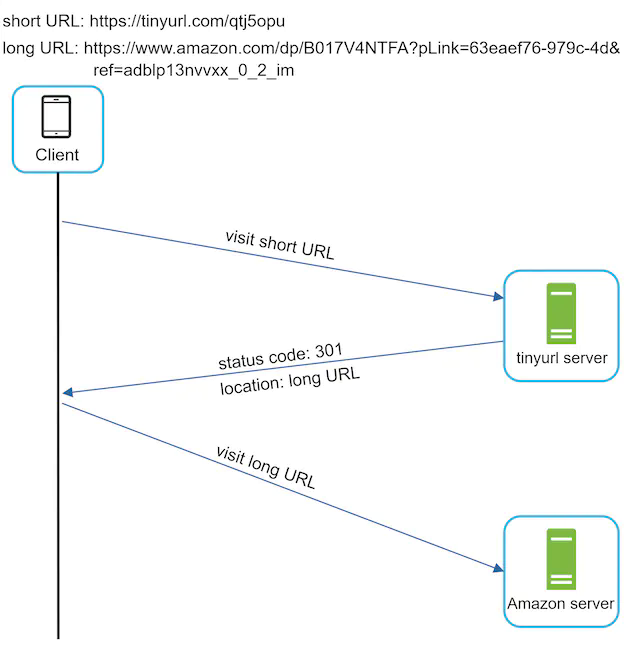 short URL: https://tinyurl.com/qtj5opu
long URL: https://www.amazon.com/dp/B017V4NTFA?pLink=63eaef76-979c-4d&
ref=adblp13nvvxx_0_2_im
Client
visit short URL
tinyurl server
status code: 301
location: long URL
visit long URL
Amazon server